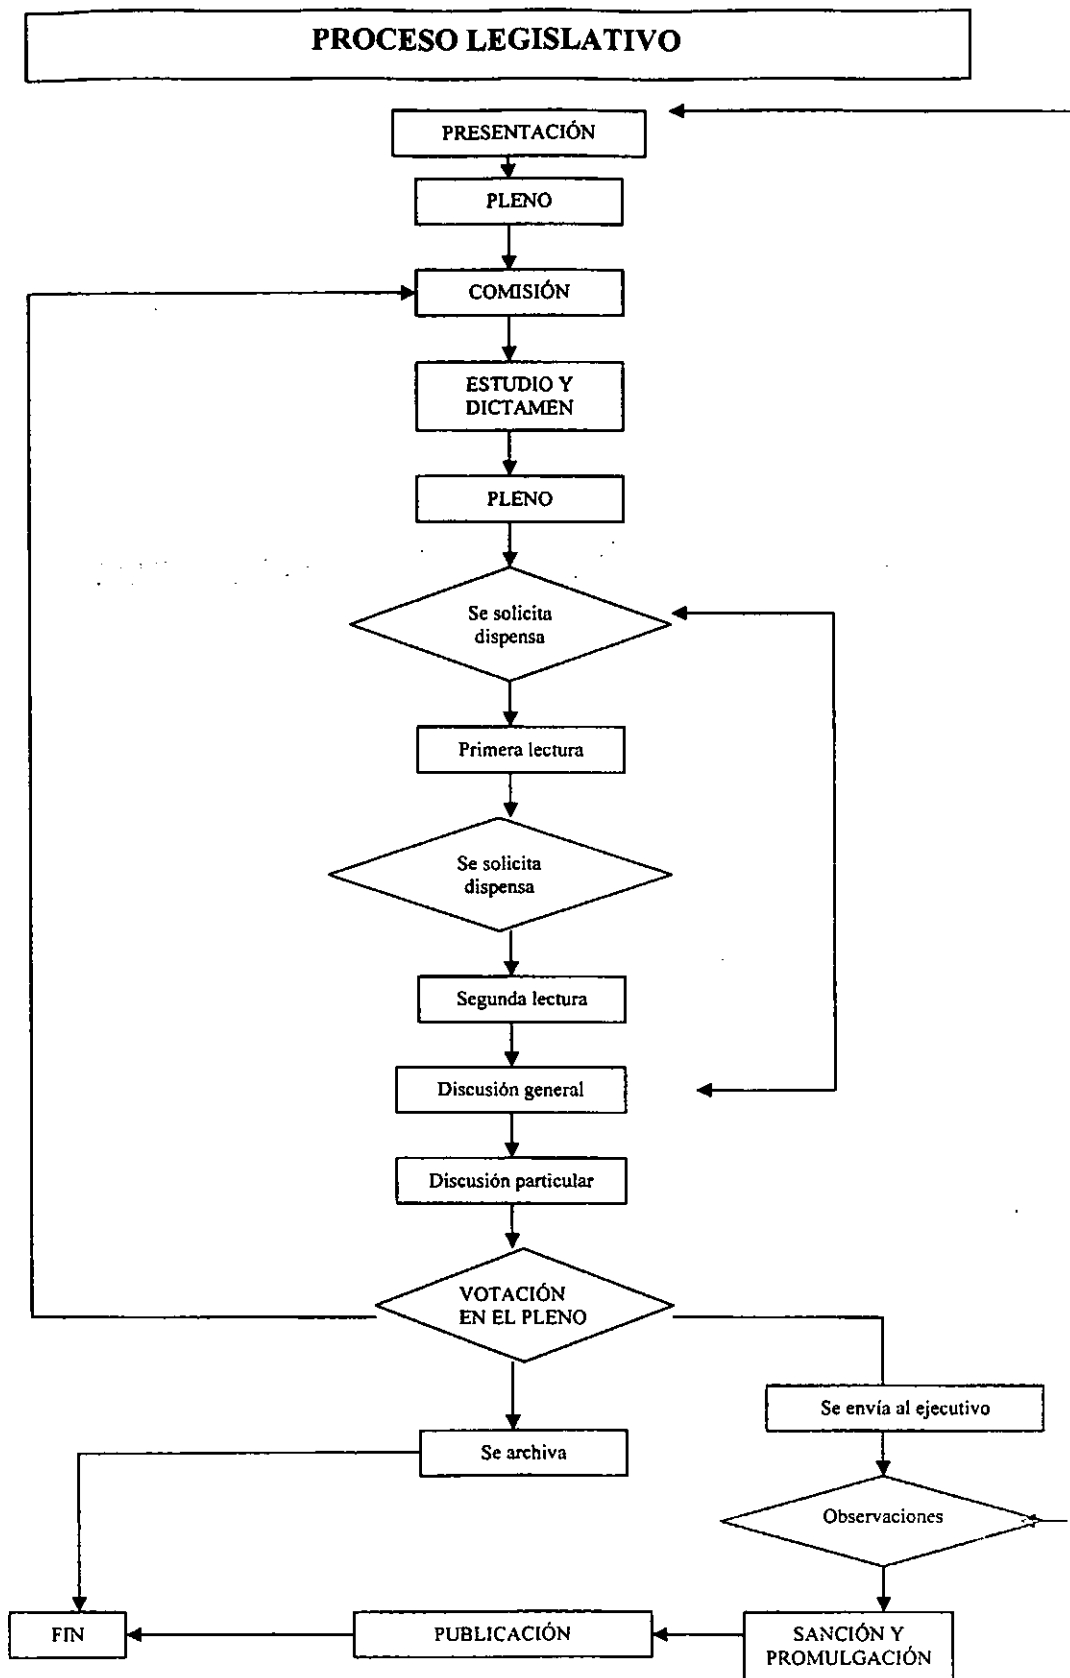 PROCESO LEGISLATIVO
PRESENTACIÓN
PLENO
COMISIÓN
ESTUDIO Y
DICTAMEN
PLENO
Se solicita
dispensa
Primera lectura
Se solicita
dispensa
Segunda lectura
Discusión general
Discusión particular
VOTACIÓN
EN EL PLENO
Se envía al ejecutivo
Se archiva
Observaciones
FIN
PUBLICACIÓN
SANCIÓN Y
PROMULGACIÓN